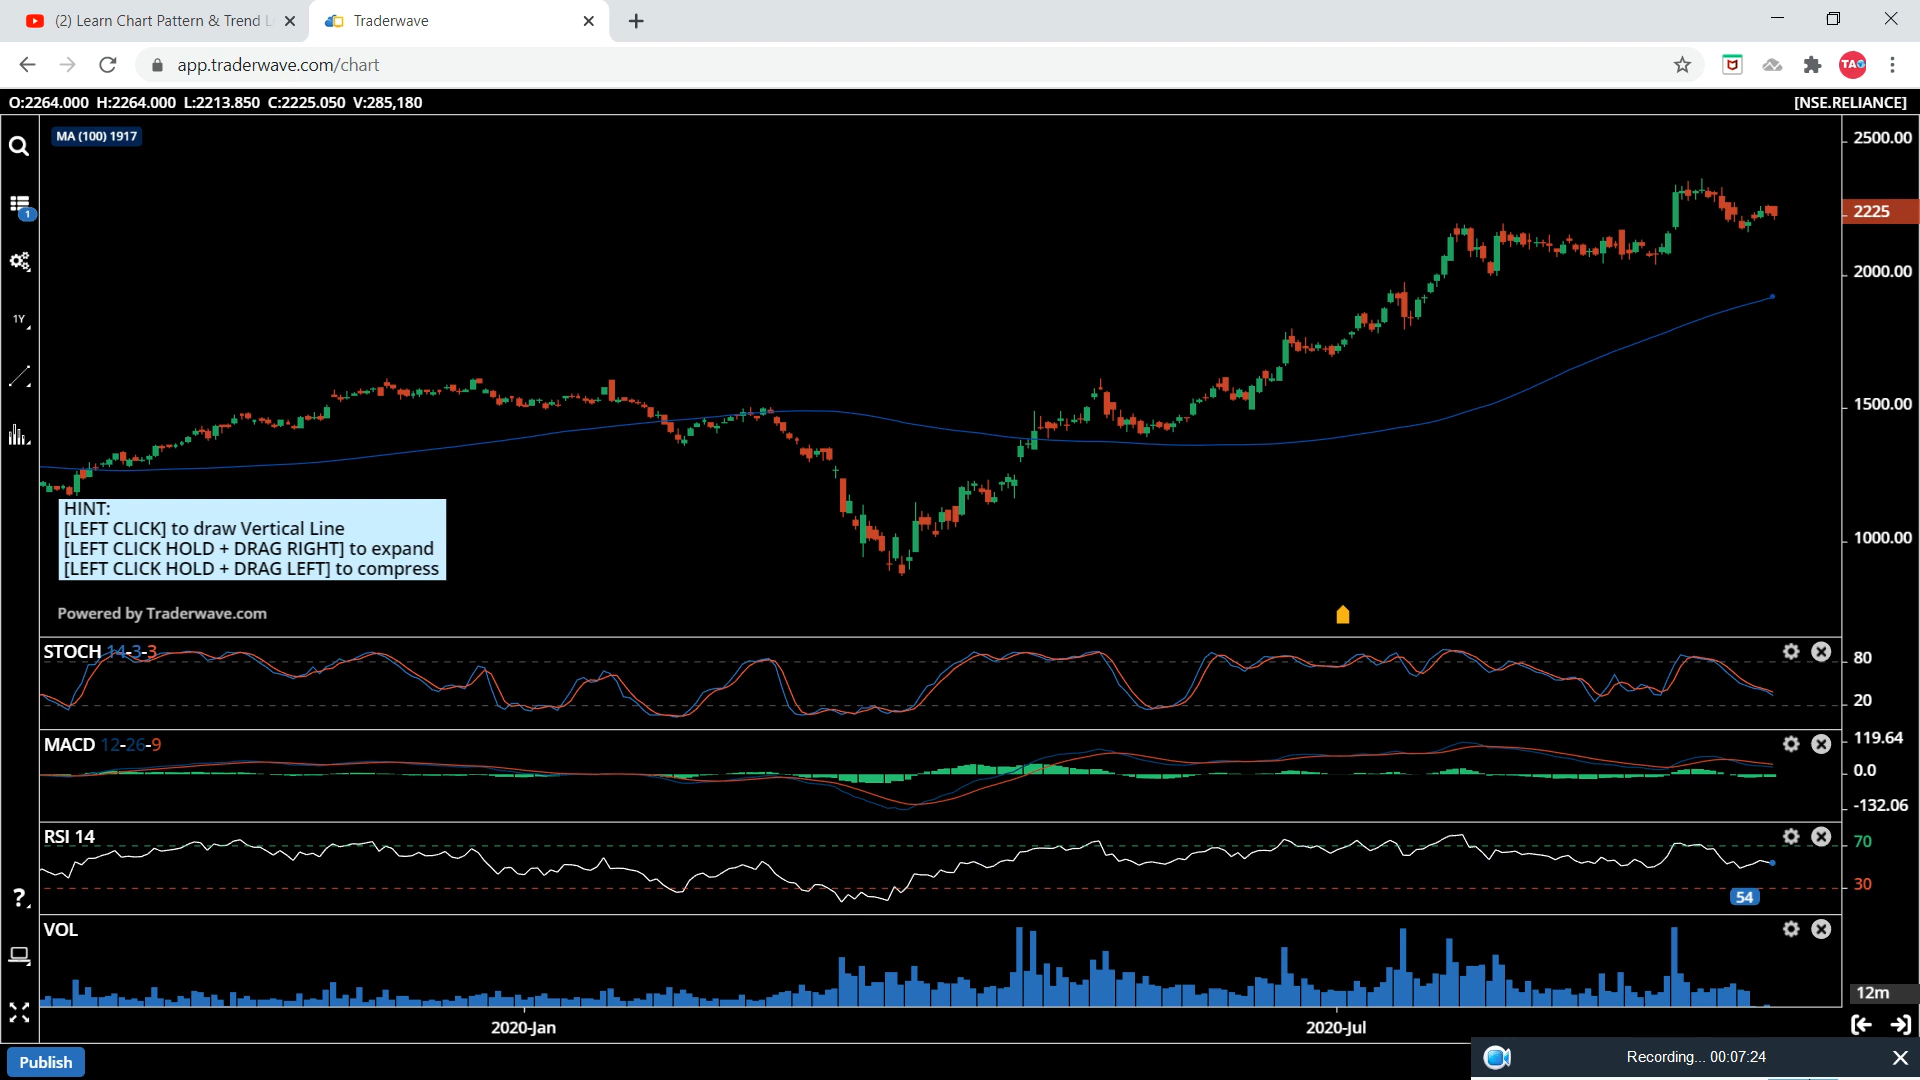 (2) Learn Chart Pattern & Trend L
Traderwave
app.traderwave.com/chart
TAG
O:2264.000 H:2264.000 L:2213.850 C:2225.050 V:285,180
[NSE.RELIANCE]
MA (100) 1917
2500.00
1
2225
2000.00
1Y
1500.00
HINT:
[LEFT CLICK] to draw Vertical Line
[LEFT CLICK HOLD + DRAG RIGHT] to expand
[LEFT CLICK HOLD + DRAG LEFT] to compress
1000.00
Powered by Traderwave.com
STOCH 14-3-3
80
20
MACD 12-26-9
119.64
0.0
-132.06
RSI 14
70
30
54
?
VOL
12m
2020-Jan
2020-Jul
Publish
Recording... 00:07:24